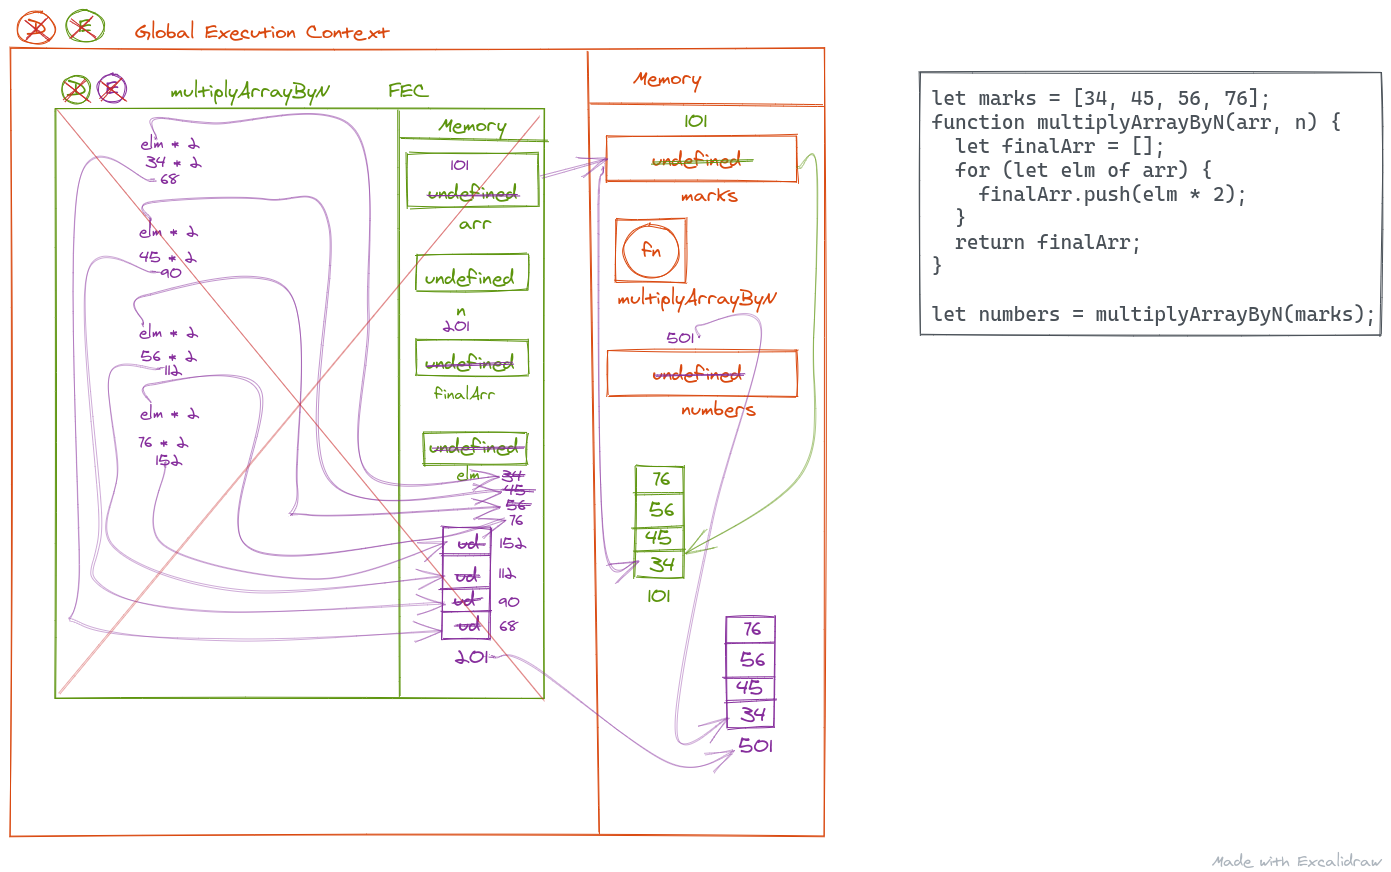 D E Global Execution Context
D E multiplyArrayByN FEC
elm * 2
34 * 2
68
elm * 2
45 * 2
90
elm * 2
56 * 2
112
elm * 2
76 * 2
152
Memory
101
undefined
arr
undefined
n
201
undefined
finalArr
undefined
elm
34
45
56
76
ud 152
ud 112
ud 90
ud 68
201
Memory
101
undefined
marks
fn
multiplyArrayByN
501
undefined
numbers
76
56
45
34
101
76
56
45
34
501
let marks = [34, 45, 56, 76];
function multiplyArrayByN(arr, n) {
  let finalArr = [];
  for (let elm of arr) {
    finalArr.push(elm * 2);
  }
  return finalArr;
}
let numbers = multiplyArrayByN(marks);
Made with Excalidraw